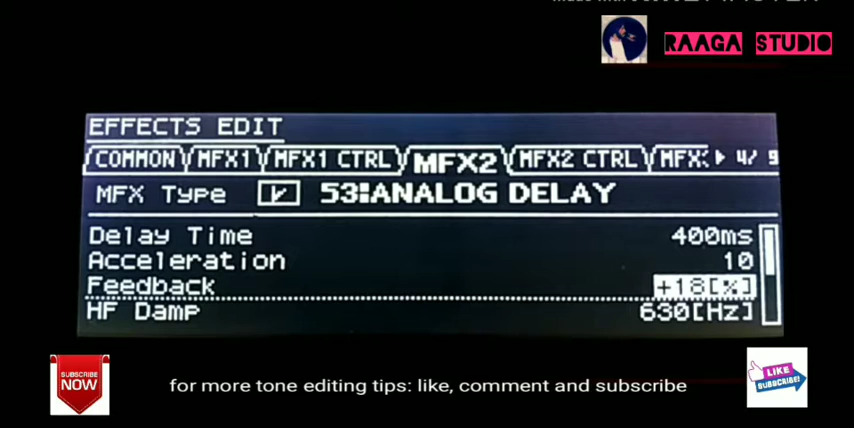 RAAGA STUDIO
EFFECTS EDIT
COMMON MFX1 MFX1 CTRL MFX2 MFX2 CTRL 4/ 9
MFX Type 53:ANALOG DELAY
Delay Time 400ms
Acceleration 10
Feedback +18[%]
HF Damp 630[Hz]
SUBSCRIBE
NOW
for more tone editing tips: like, comment and subscribe
LIKE
SUBSCRIBE!